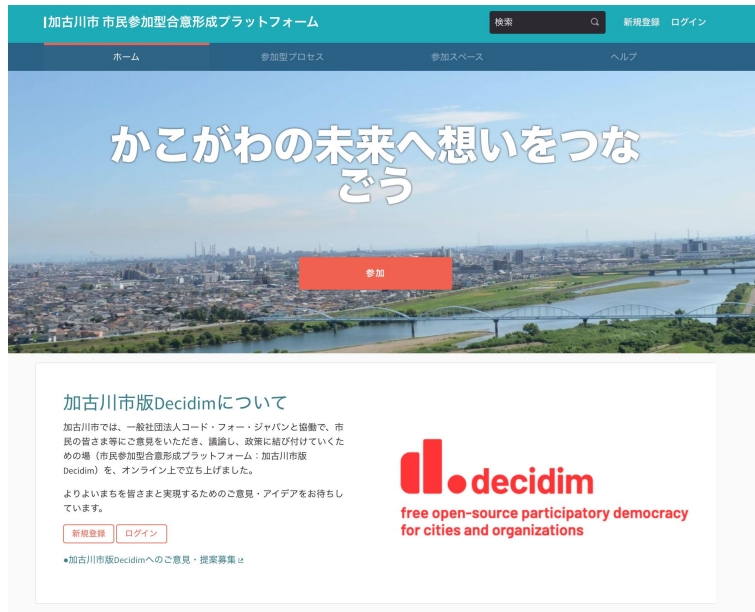 加古川市 市民参加型合意形成プラットフォーム
検索
新規登録 ログイン
ホーム 参加型プロセス 参加スペース ヘルプ
かこがわの未来へ想いをつな
ごう
参加
加古川市版Decidimについて
加古川市では、一般社団法人コード・フォー・ジャパンと協働で、市
民の皆さま等にご意見をいただき、議論し、政策に結び付けていくた
めの場（市民参加型合意形成プラットフォーム：加古川市版
Decidim）を、オンライン上で立ち上げました。
よりよいまちを皆さまと実現するためのご意見・アイデアをお待ちし
ています。
新規登録 ログイン
●加古川市版Decidimへのご意見・提案募集
decidim
free open-source participatory democracy
for cities and organizations